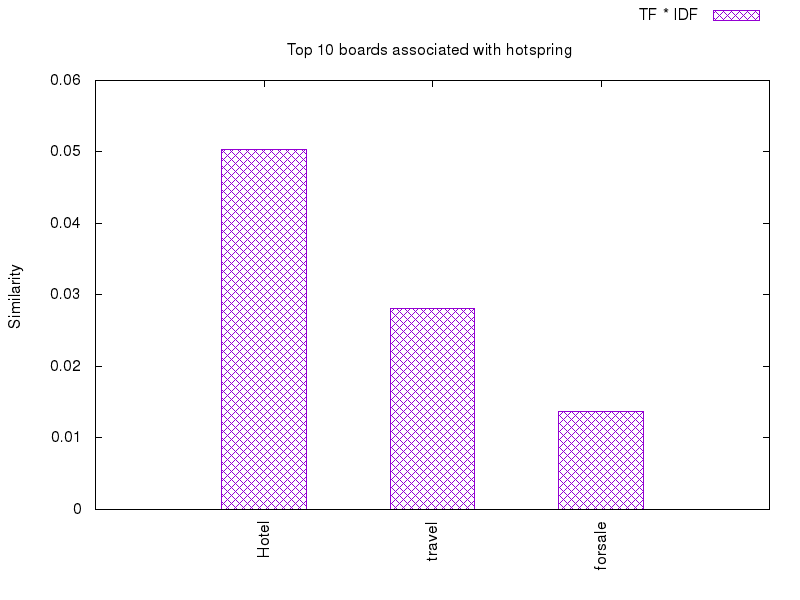 TF * IDF
Top 10 boards associated with hotspring
0.06
0.05
0.04
0.03
0.02
0.01
0
Similarity
Hotel
travel
forsale